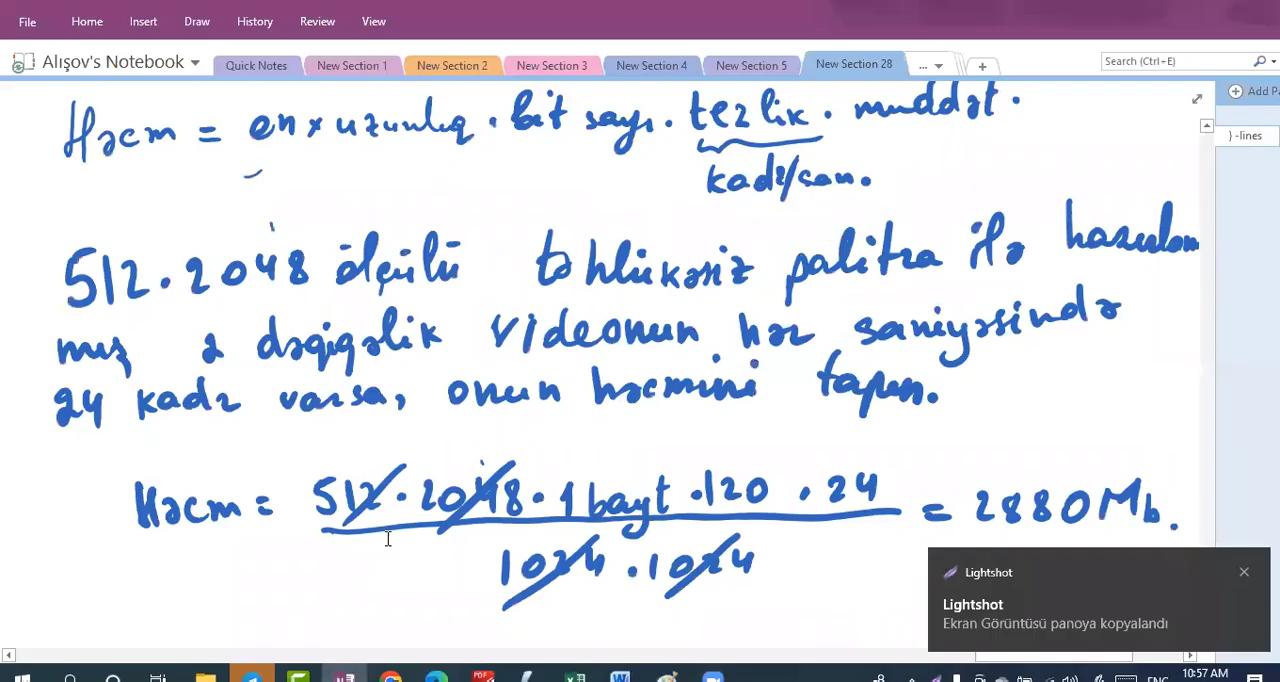 File Home Insert Draw History Review View
Alışov's Notebook Quick Notes New Section 1 New Section 2 New Section 3 New Section 4 New Section 5 New Section 28 ... Search (Ctrl+E)
Add Pa
} -lines
Həcm = en x uzunluq . bit sayı . tezlik . müddət .
kadr/san.
512 . 2048 ölçülü təhlükəsiz palitra ilə hazırlan
mış 2 dəqiqəlik videonun hər saniyəsində
24 kadr varsa, onun həcmini tapın.
Həcm = 512 . 2048 . 1 bayt . 120 . 24 = 2880 Mb.
1024 . 1024
Lightshot
Lightshot
Ekran Görüntüsü panoya kopyalandı
10:57 AM
ENG